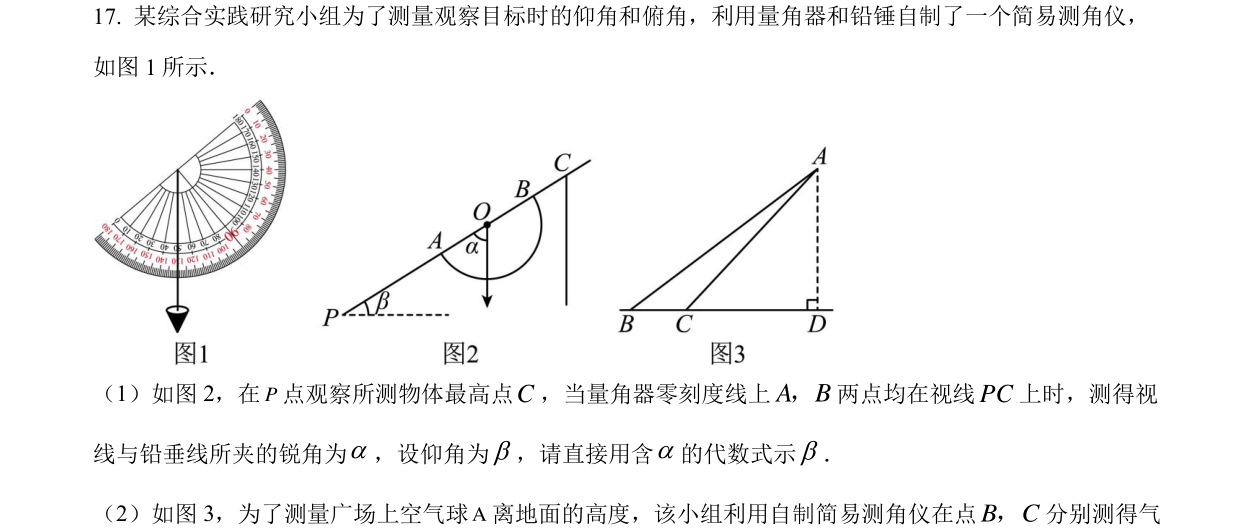 17. 某综合实践研究小组为了测量观察目标时的仰角和俯角，利用量角器和铅锤自制了一个简易测角仪，
如图 1 所示．
C
A
B
O
A
α
β
P
B
C
D
图1
图2
图3
（1）如图 2，在 P 点观察所测物体最高点 C ，当量角器零刻度线上 A，B 两点均在视线 PC 上时，测得视
线与铅垂线所夹的锐角为 α ，设仰角为 β ，请直接用含 α 的代数式示 β ．
（2）如图 3，为了测量广场上空气球 A 离地面的高度，该小组利用自制简易测角仪在点 B，C 分别测得气